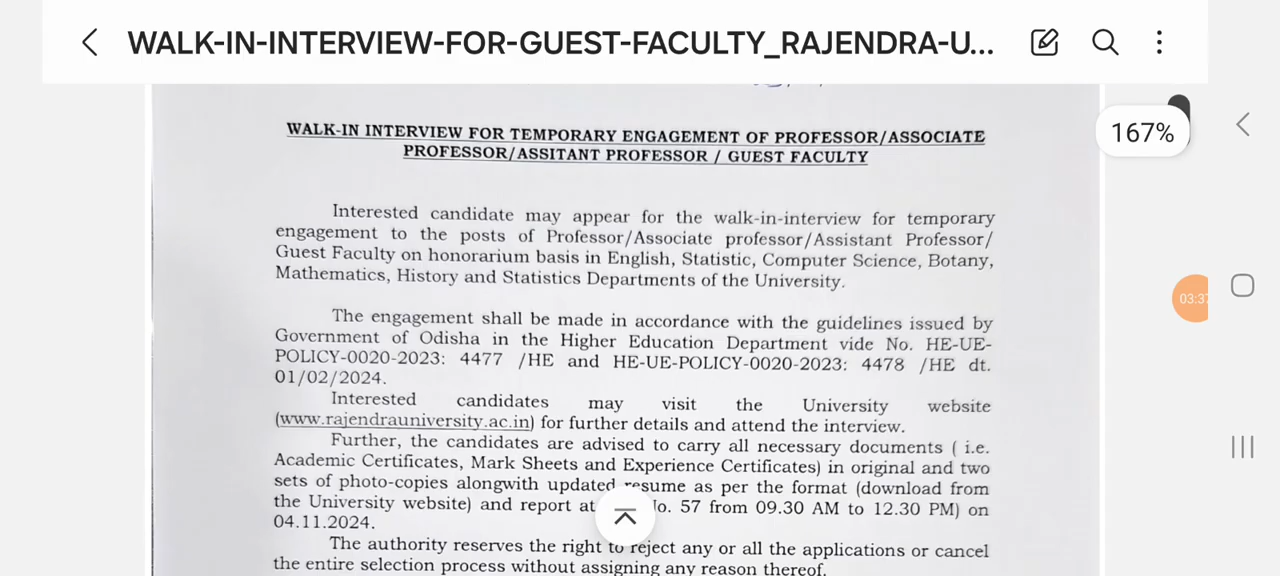 WALK-IN-INTERVIEW-FOR-GUEST-FACULTY_RAJENDRA-U...
167%
WALK-IN INTERVIEW FOR TEMPORARY ENGAGEMENT OF PROFESSOR/ASSOCIATE
PROFESSOR/ASSITANT PROFESSOR / GUEST FACULTY
Interested candidate may appear for the walk-in-interview for temporary
engagement to the posts of Professor/Associate professor/Assistant Professor/
Guest Faculty on honorarium basis in English, Statistic, Computer Science, Botany,
Mathematics, History and Statistics Departments of the University.
03:37
The engagement shall be made in accordance with the guidelines issued by
Government of Odisha in the Higher Education Department vide No. HE-UE-
POLICY-0020-2023: 4477 /HE and HE-UE-POLICY-0020-2023: 4478 /HE dt.
01/02/2024.
Interested candidates may visit the University website
(www.rajendrauniversity.ac.in) for further details and attend the interview.
Further, the candidates are advised to carry all necessary documents ( i.e.
Academic Certificates, Mark Sheets and Experience Certificates) in original and two
sets of photo-copies alongwith updated resume as per the format (download from
the University website) and report at 57 from 09.30 AM to 12.30 PM) on
04.11.2024.
The authority reserves the right to reject any or all the applications or cancel
the entire selection process without assigning any reason thereof.